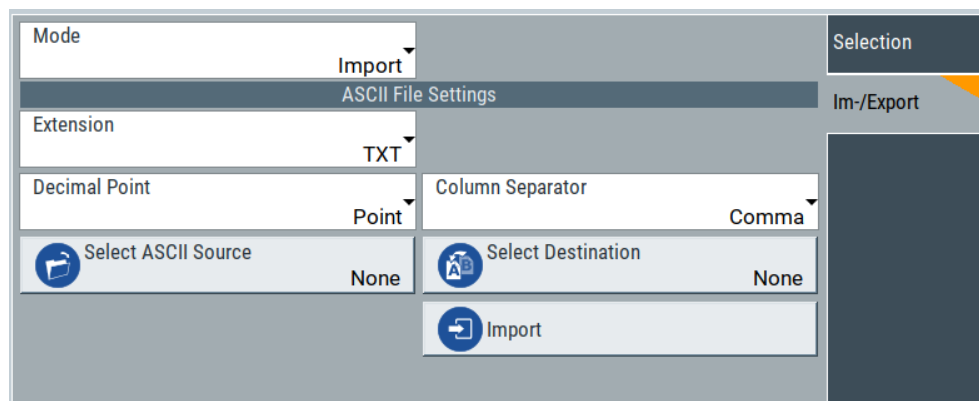 Mode
Import
Selection
ASCII File Settings
Im-/Export
Extension
TXT
Decimal Point
Point
Column Separator
Comma
Select ASCII Source
None
Select Destination
None
Import